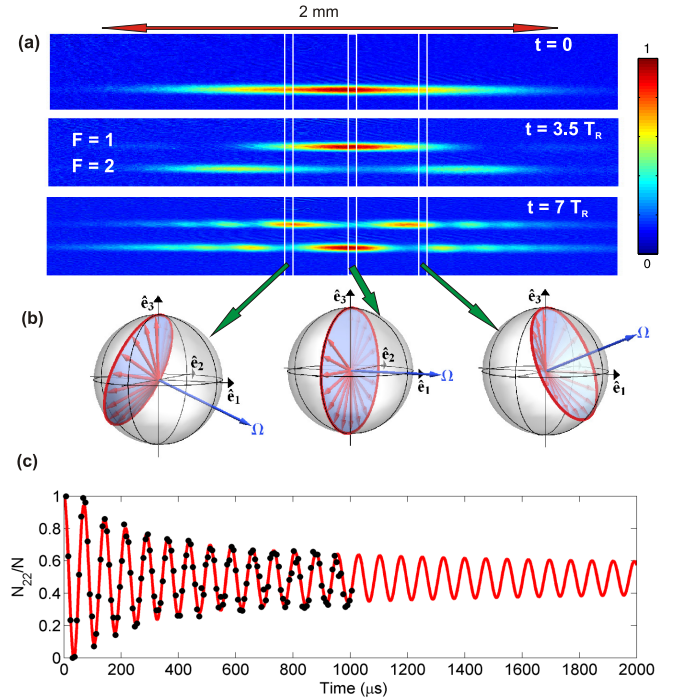 2 mm
(a)
t = 0
1
F = 1
t = 3.5 T_R
F = 2
t = 7 T_R
0
(b)
ê₃ ê₃ ê₃
ê₂ ê₂
ê₁ Ω ê₁ Ω ê₁
Ω
(c)
N₂₂/N
1
0.8
0.6
0.4
0.2
0
0 200 400 600 800 1000 1200 1400 1600 1800 2000
Time (μs)